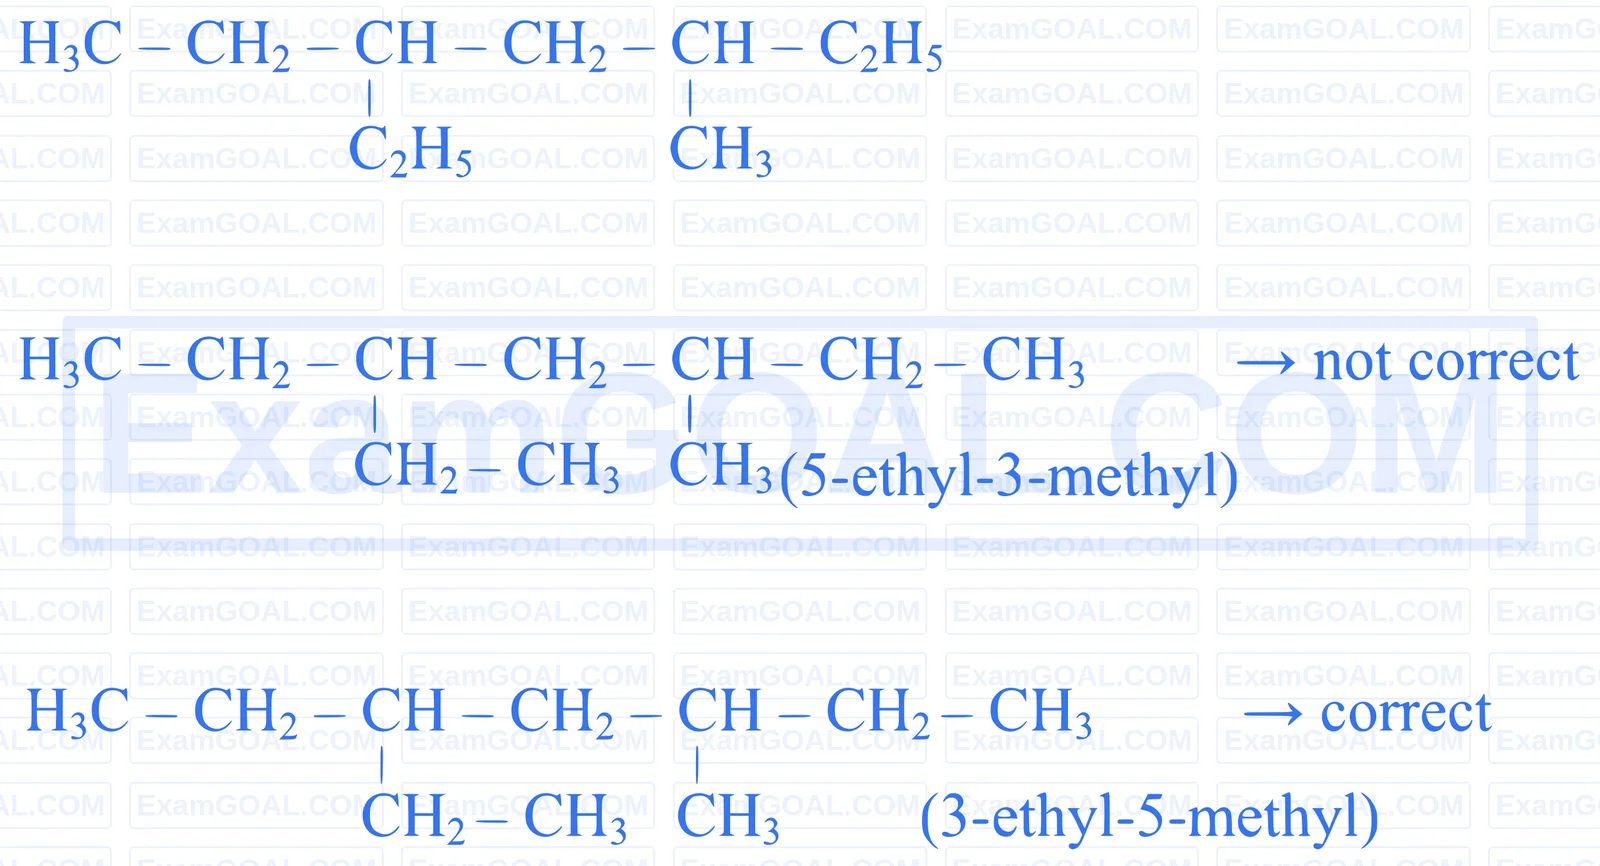 H₃C – CH₂ – CH – CH₂ – CH – C₂H₅
C₂H₅ CH₃
H₃C – CH₂ – CH – CH₂ – CH – CH₂ – CH₃ → not correct
CH₂ – CH₃ CH₃ (5-ethyl-3-methyl)
H₃C – CH₂ – CH – CH₂ – CH – CH₂ – CH₃ → correct
CH₂ – CH₃ CH₃ (3-ethyl-5-methyl)
ExamGOAL.COM